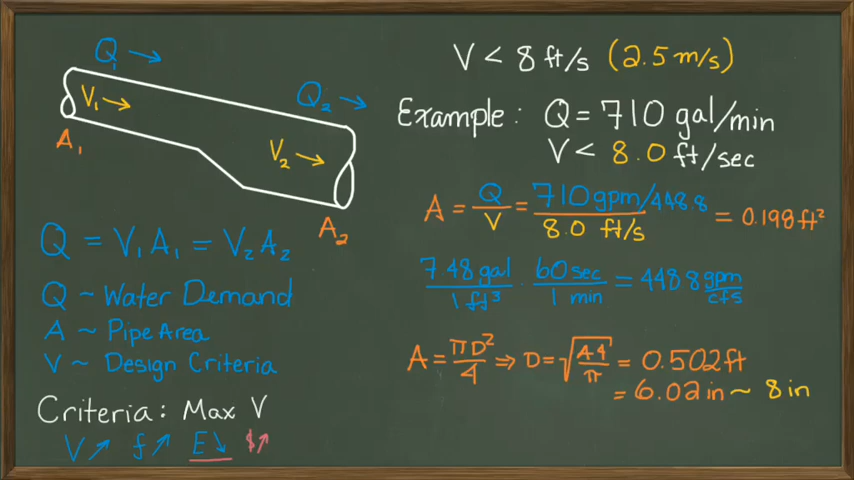 Q₁ →
V₁ →
A₁
Q₂ →
V₂ →
A₂
Q = V₁A₁ = V₂A₂
Q ~ Water Demand
A ~ Pipe Area
V ~ Design Criteria
Criteria: Max V
V↗ f↗ E↘ $↗
V < 8 ft/s (2.5 m/s)
Example: Q = 710 gal/min
V < 8.0 ft/sec
A = Q/V = 710 gpm/448.8 / 8.0 ft/s = 0.198 ft²
7.48 gal/1 ft³ · 60 sec/1 min = 448.8 gpm/cfs
A = πD²/4 ⇒ D = √(A4/π) = 0.502 ft
= 6.02 in ~ 8 in